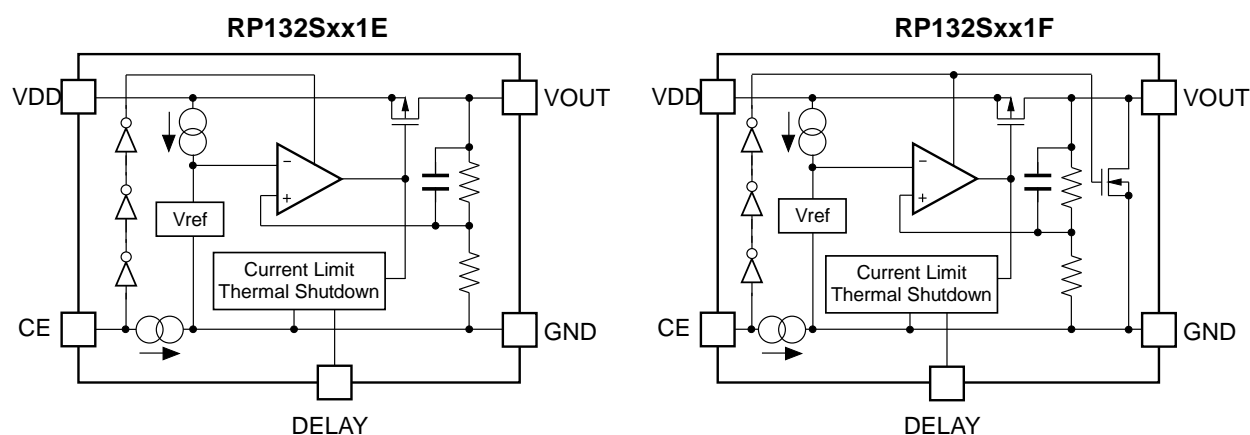 RP132Sxx1E
VDD
VOUT
−
+
Vref
Current Limit
Thermal Shutdown
CE
GND
DELAY
RP132Sxx1F
VDD
VOUT
−
+
Vref
Current Limit
Thermal Shutdown
CE
GND
DELAY